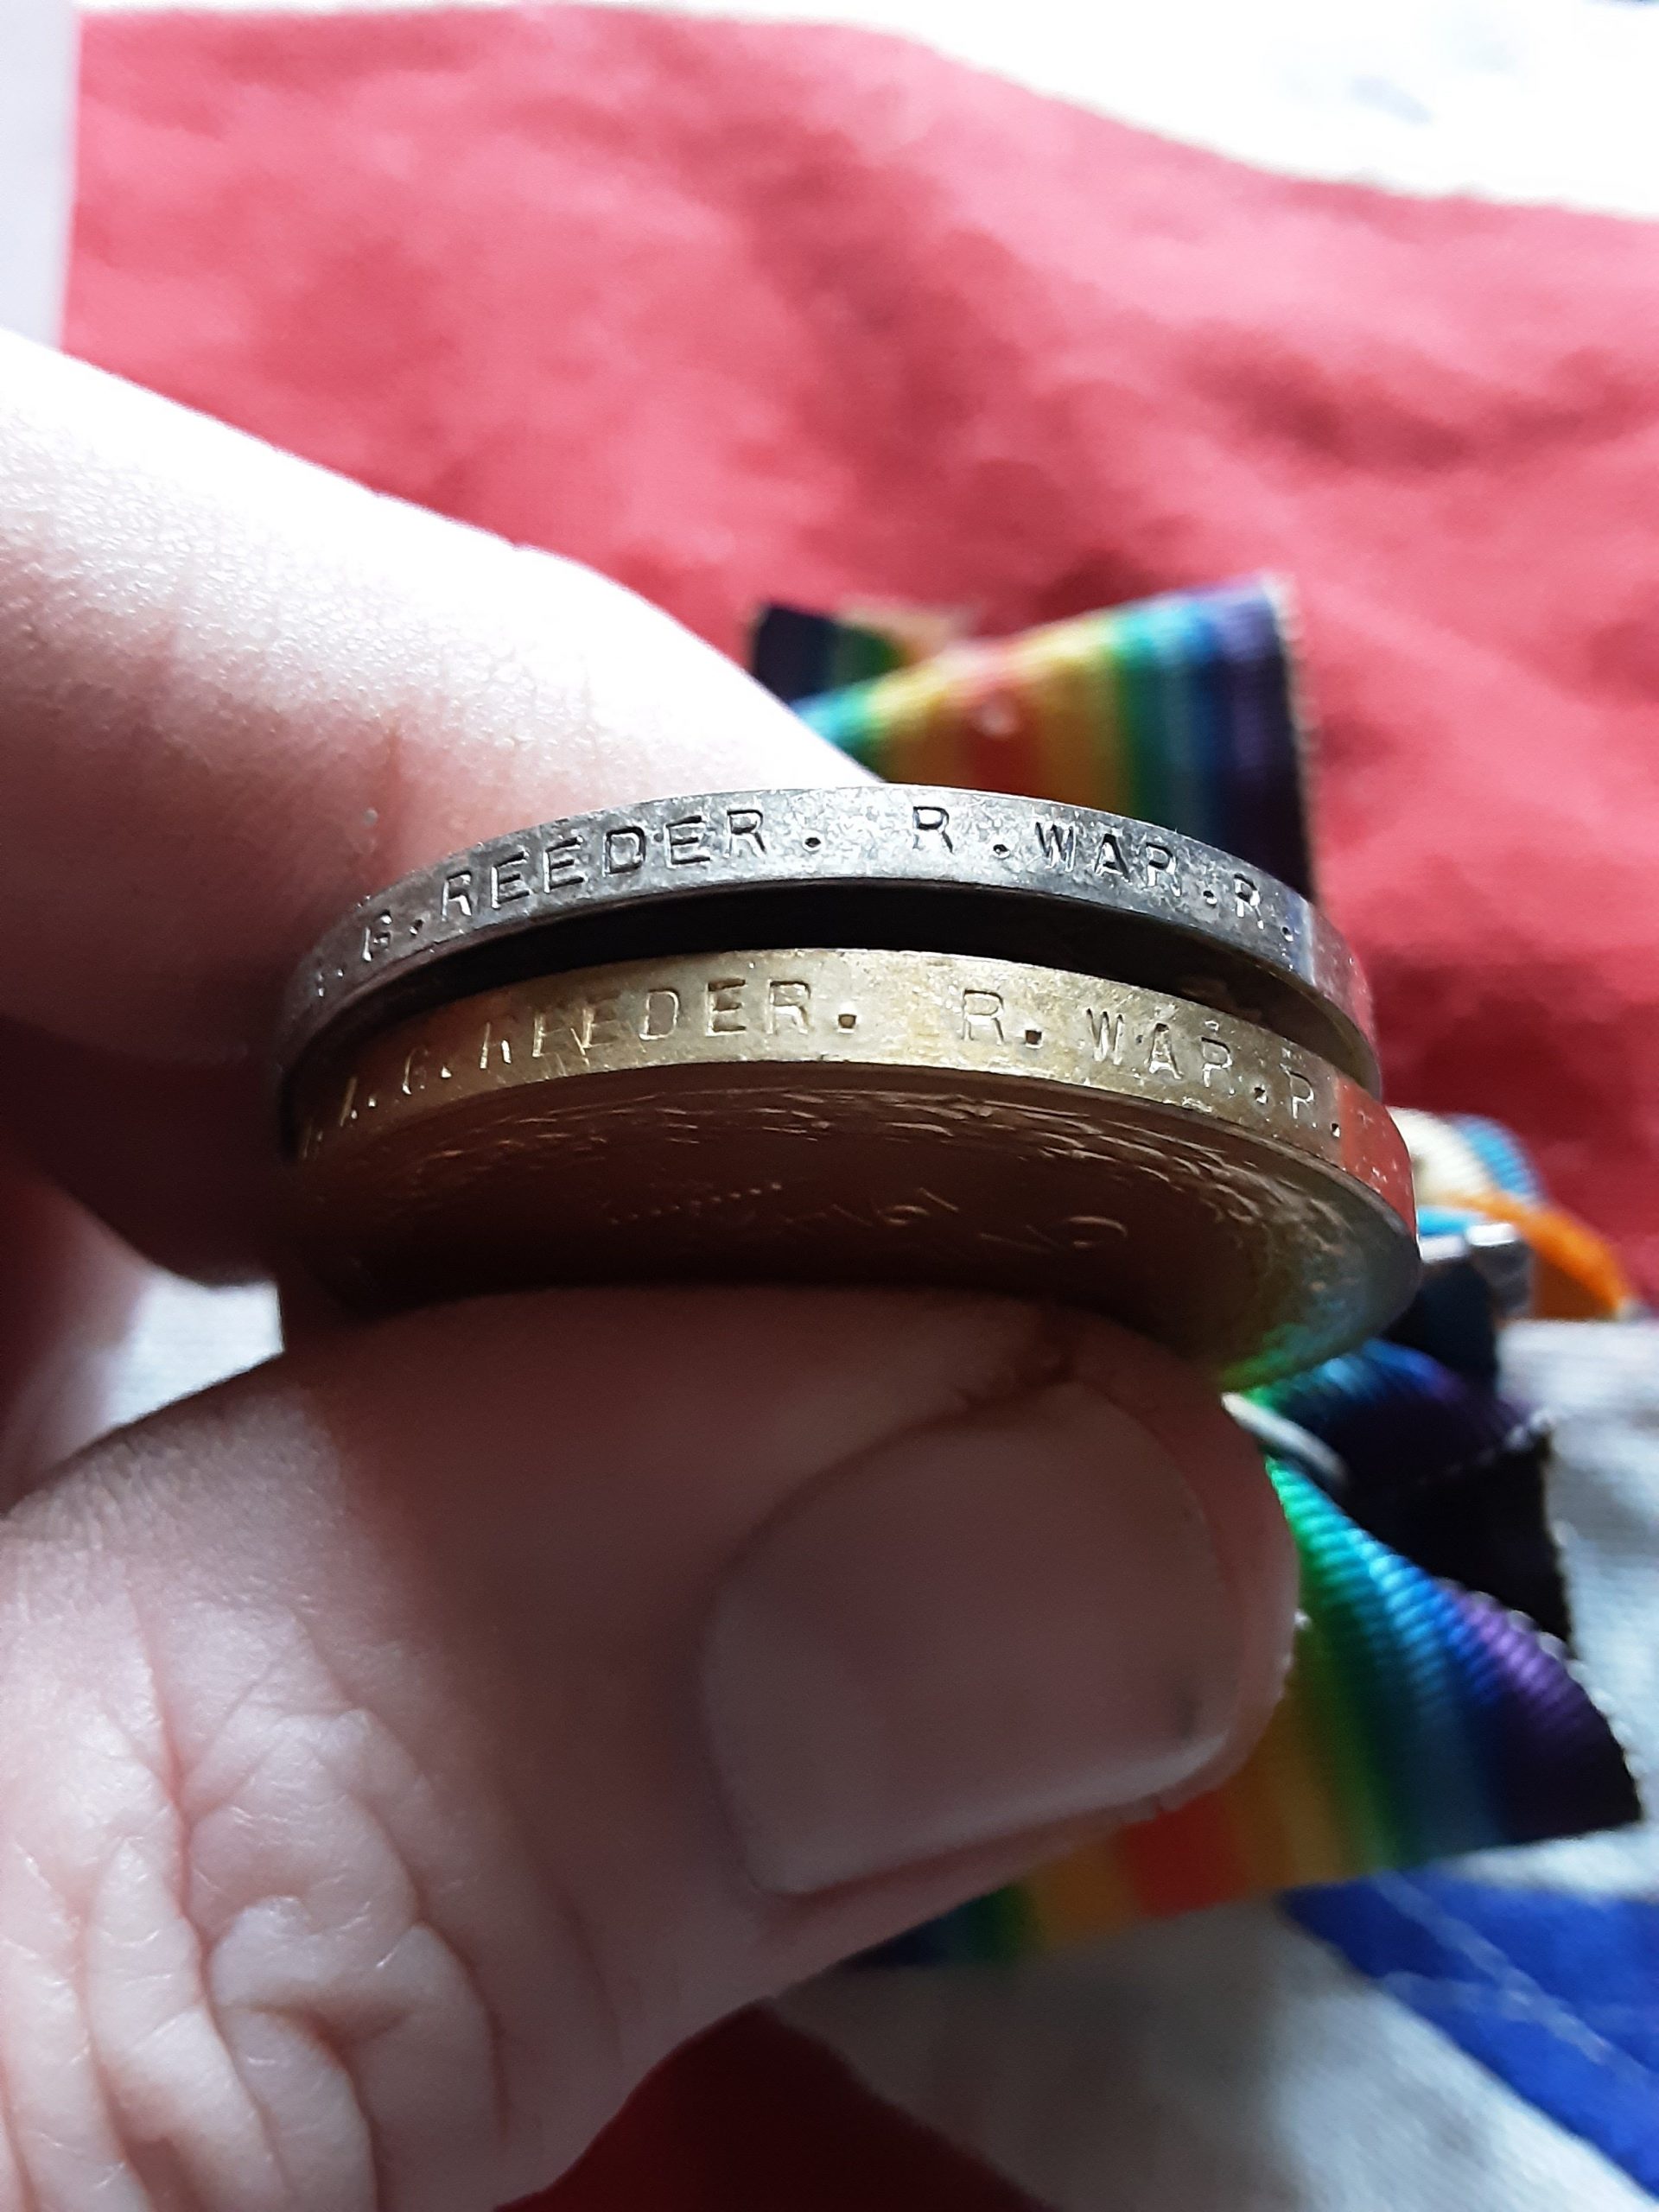 G. REEDER. R. WAR. R.
A. G. REEDER. R. WAR. R.